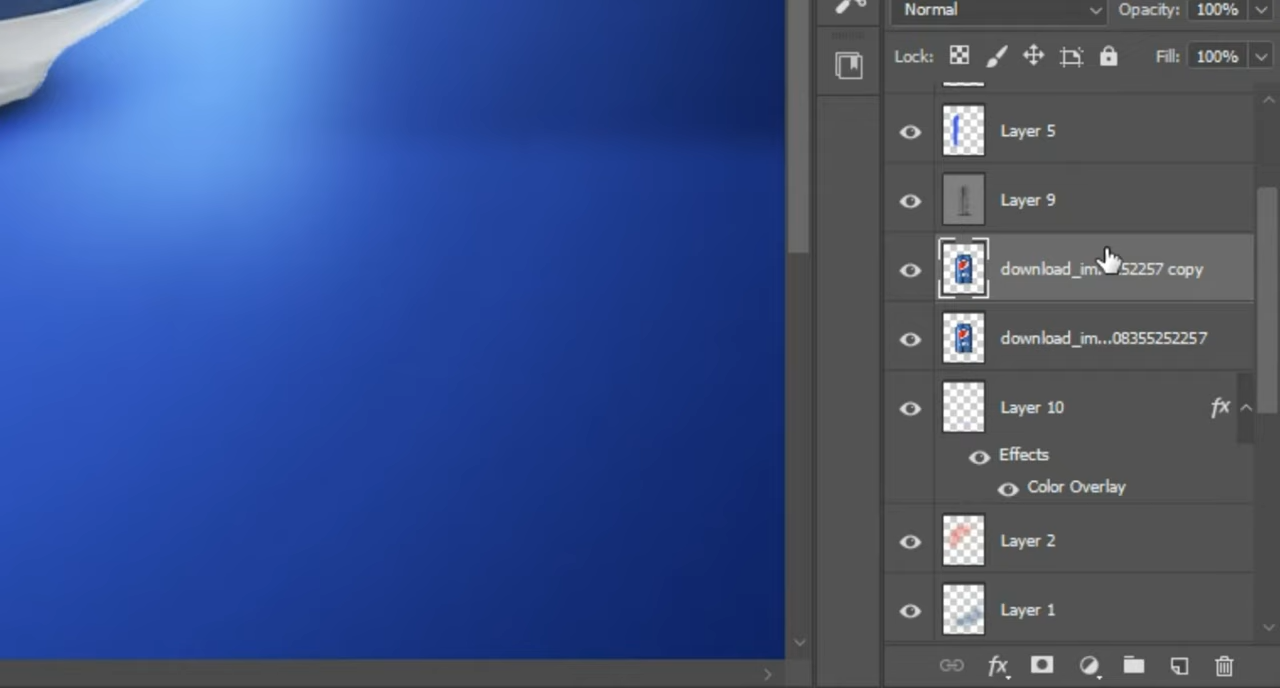 Normal Opacity: 100%
Lock: Fill: 100%
Layer 5
Layer 9
download_im...52257 copy
download_im...08355252257
Layer 10 fx
Effects
Color Overlay
Layer 2
Layer 1
fx